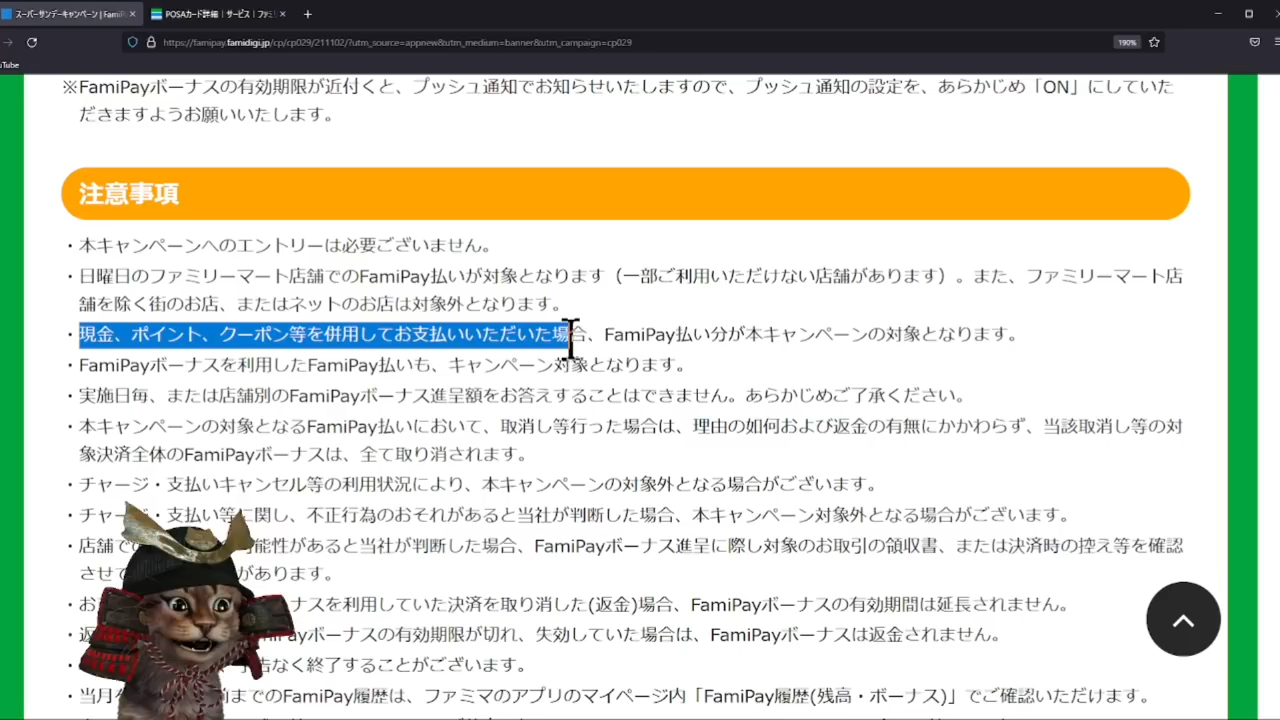 スーパーサンデーキャンペーン | FamiP
POSAカード詳細｜サービス｜ファミ
https://famipay.famidigi.jp/cp/cp029/211102/?utm_source=appnew&utm_medium=banner&utm_campaign=cp029
190%
uTube
※FamiPayボーナスの有効期限が近付くと、プッシュ通知でお知らせいたしますので、プッシュ通知の設定を、あらかじめ「ON」にしていた
だきますようお願いいたします。
注意事項
・本キャンペーンへのエントリーは必要ございません。
・日曜日のファミリーマート店舗でのFamiPay払いが対象となります（一部ご利用いただけない店舗があります）。また、ファミリーマート店
舗を除く街のお店、またはネットのお店は対象外となります。
・現金、ポイント、クーポン等を併用してお支払いいただいた場合、FamiPay払い分が本キャンペーンの対象となります。
・FamiPayボーナスを利用したFamiPay払いも、キャンペーン対象となります。
・実施日毎、または店舗別のFamiPayボーナス進呈額をお答えすることはできません。あらかじめご了承ください。
・本キャンペーンの対象となるFamiPay払いにおいて、取消し等行った場合は、理由の如何および返金の有無にかかわらず、当該取消し等の対
象決済全体のFamiPayボーナスは、全て取り消されます。
・チャージ・支払いキャンセル等の利用状況により、本キャンペーンの対象外となる場合がございます。
・チャージ・支払い等に関し、不正行為のおそれがあると当社が判断した場合、本キャンペーン対象外となる場合がございます。
・店舗で 可能性があると当社が判断した場合、FamiPayボーナス進呈に際し対象のお取引の領収書、または決済時の控え等を確認
させて があります。
・お ナスを利用していた決済を取り消した(返金)場合、FamiPayボーナスの有効期間は延長されません。
・返 Payボーナスの有効期限が切れ、失効していた場合は、FamiPayボーナスは返金されません。
・ 予告なく終了することがございます。
・当月 前までのFamiPay履歴は、ファミマのアプリのマイページ内「FamiPay履歴(残高・ボーナス)」でご確認いただけます。